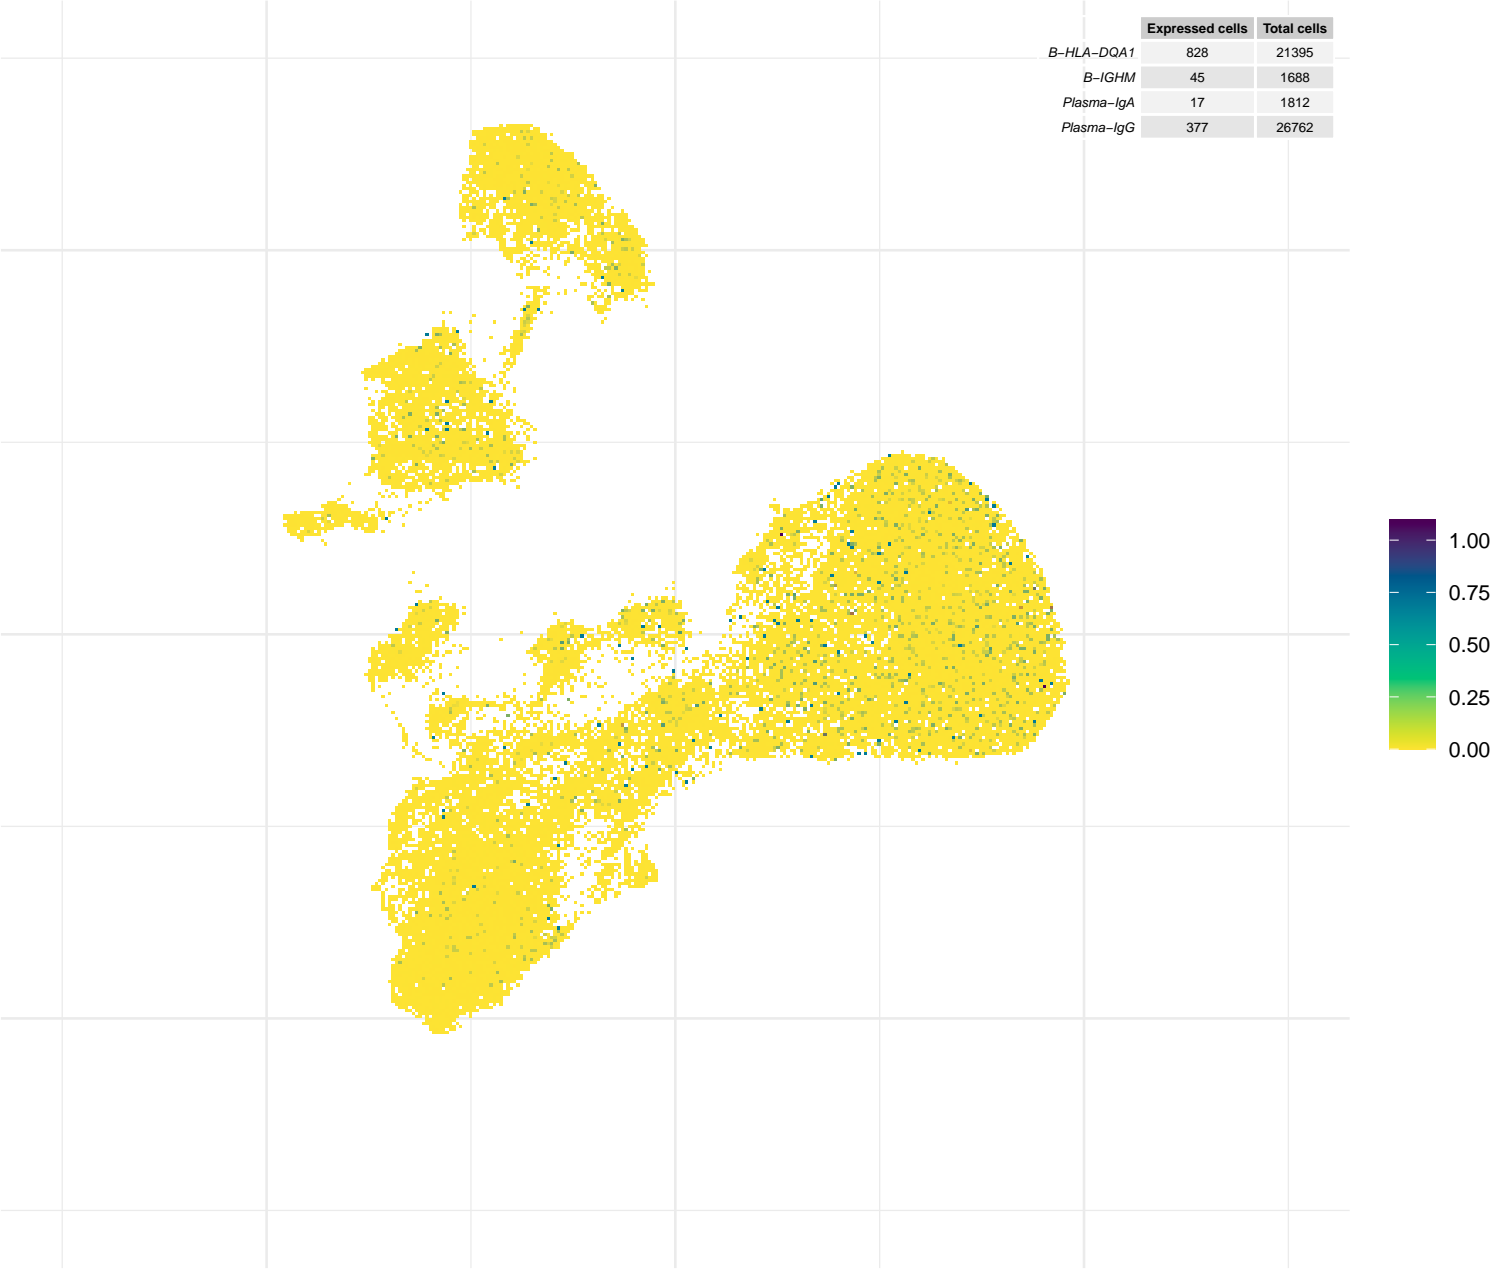 Expressed cells Total cells
B−HLA−DQA1 828 21395
B−IGHM 45 1688
Plasma−IgA 17 1812
Plasma−IgG 377 26762
1.00
0.75
0.50
0.25
0.00